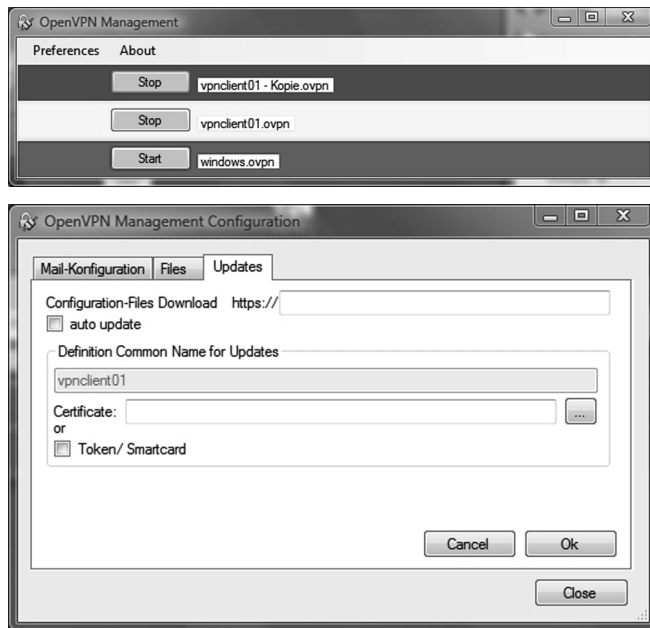 OpenVPN Management
Preferences About
Stop vpnclient01 - Kopie.ovpn
Stop vpnclient01.ovpn
Start windows.ovpn
OpenVPN Management Configuration
Mail-Konfiguration Files Updates
Configuration-Files Download https://
auto update
Definition Common Name for Updates
vpnclient01
Certificate: ...
or
Token/ Smartcard
Cancel Ok
Close